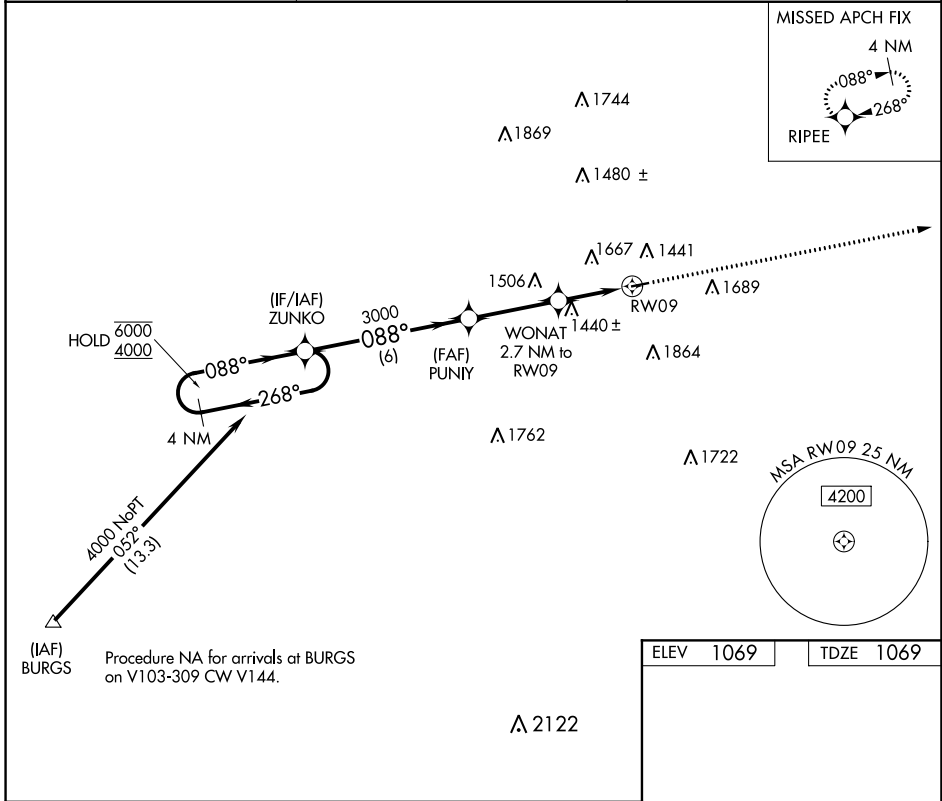 MISSED APCH FIX
4 NM
088°
268°
RIPEE
1744
1869
1480 ±
1667
1441
1506
1689
RW09
(IF/IAF)
ZUNKO
3000
088°
(6)
(FAF)
PUNIY
WONAT
2.7 NM to
RW09
1440 ±
1864
HOLD 6000
4000
088°
268°
4 NM
1762
1722
MSA RW09 25 NM
4200
4000 NoPT
052°
(13.3)
(IAF)
BURGS
Procedure NA for arrivals at BURGS
on V103-309 CW V144.
ELEV 1069
TDZE 1069
2122